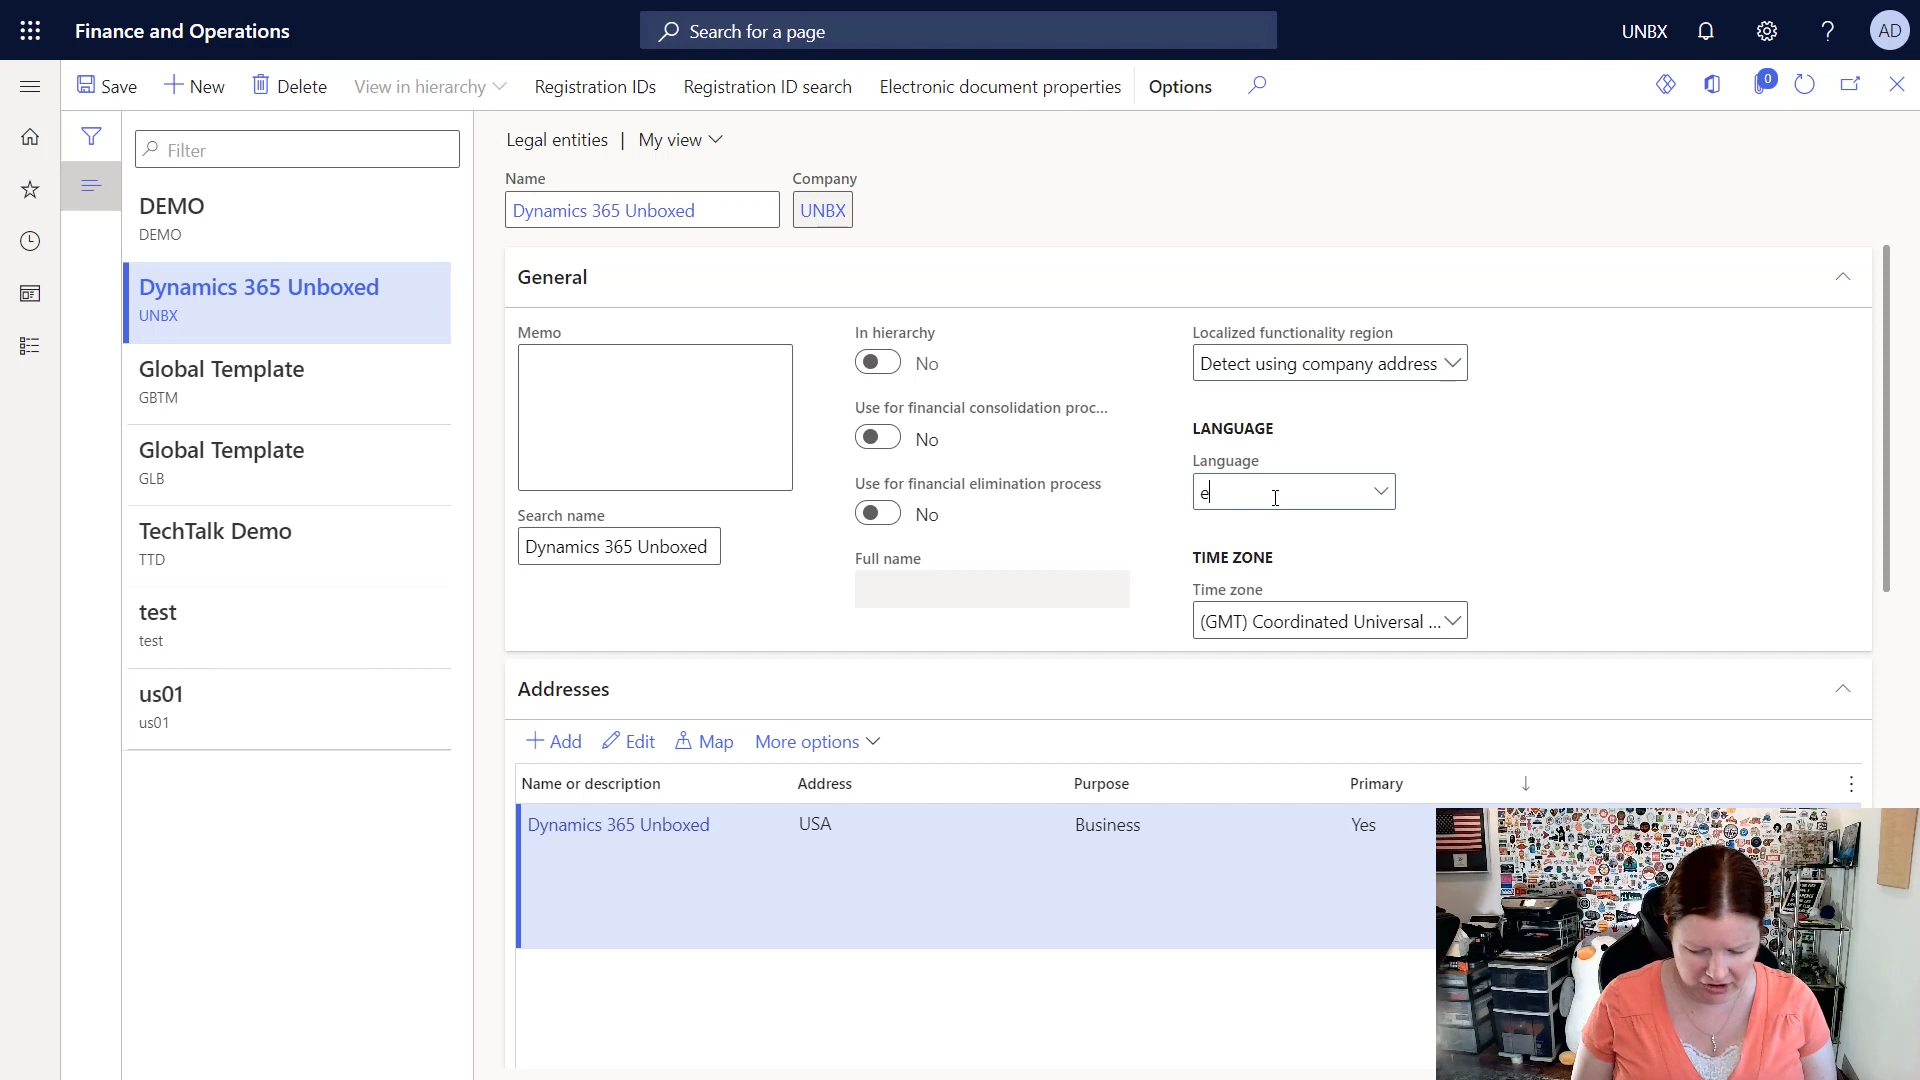 Finance and Operations
Search for a page
UNBX
?
AD
Save
New
Delete
View in hierarchy
Registration IDs
Registration ID search
Electronic document properties
Options
0
Filter
DEMO
DEMO
Dynamics 365 Unboxed
UNBX
Global Template
GBTM
Global Template
GLB
TechTalk Demo
TTD
test
test
us01
us01
Legal entities | My view
Name
Company
Dynamics 365 Unboxed
UNBX
General
Memo
Search name
Dynamics 365 Unboxed
In hierarchy
No
Use for financial consolidation proc...
No
Use for financial elimination process
No
Full name
Localized functionality region
Detect using company address
LANGUAGE
Language
e
TIME ZONE
Time zone
(GMT) Coordinated Universal ...
Addresses
Add
Edit
Map
More options
Name or description
Address
Purpose
Primary
Dynamics 365 Unboxed
USA
Business
Yes